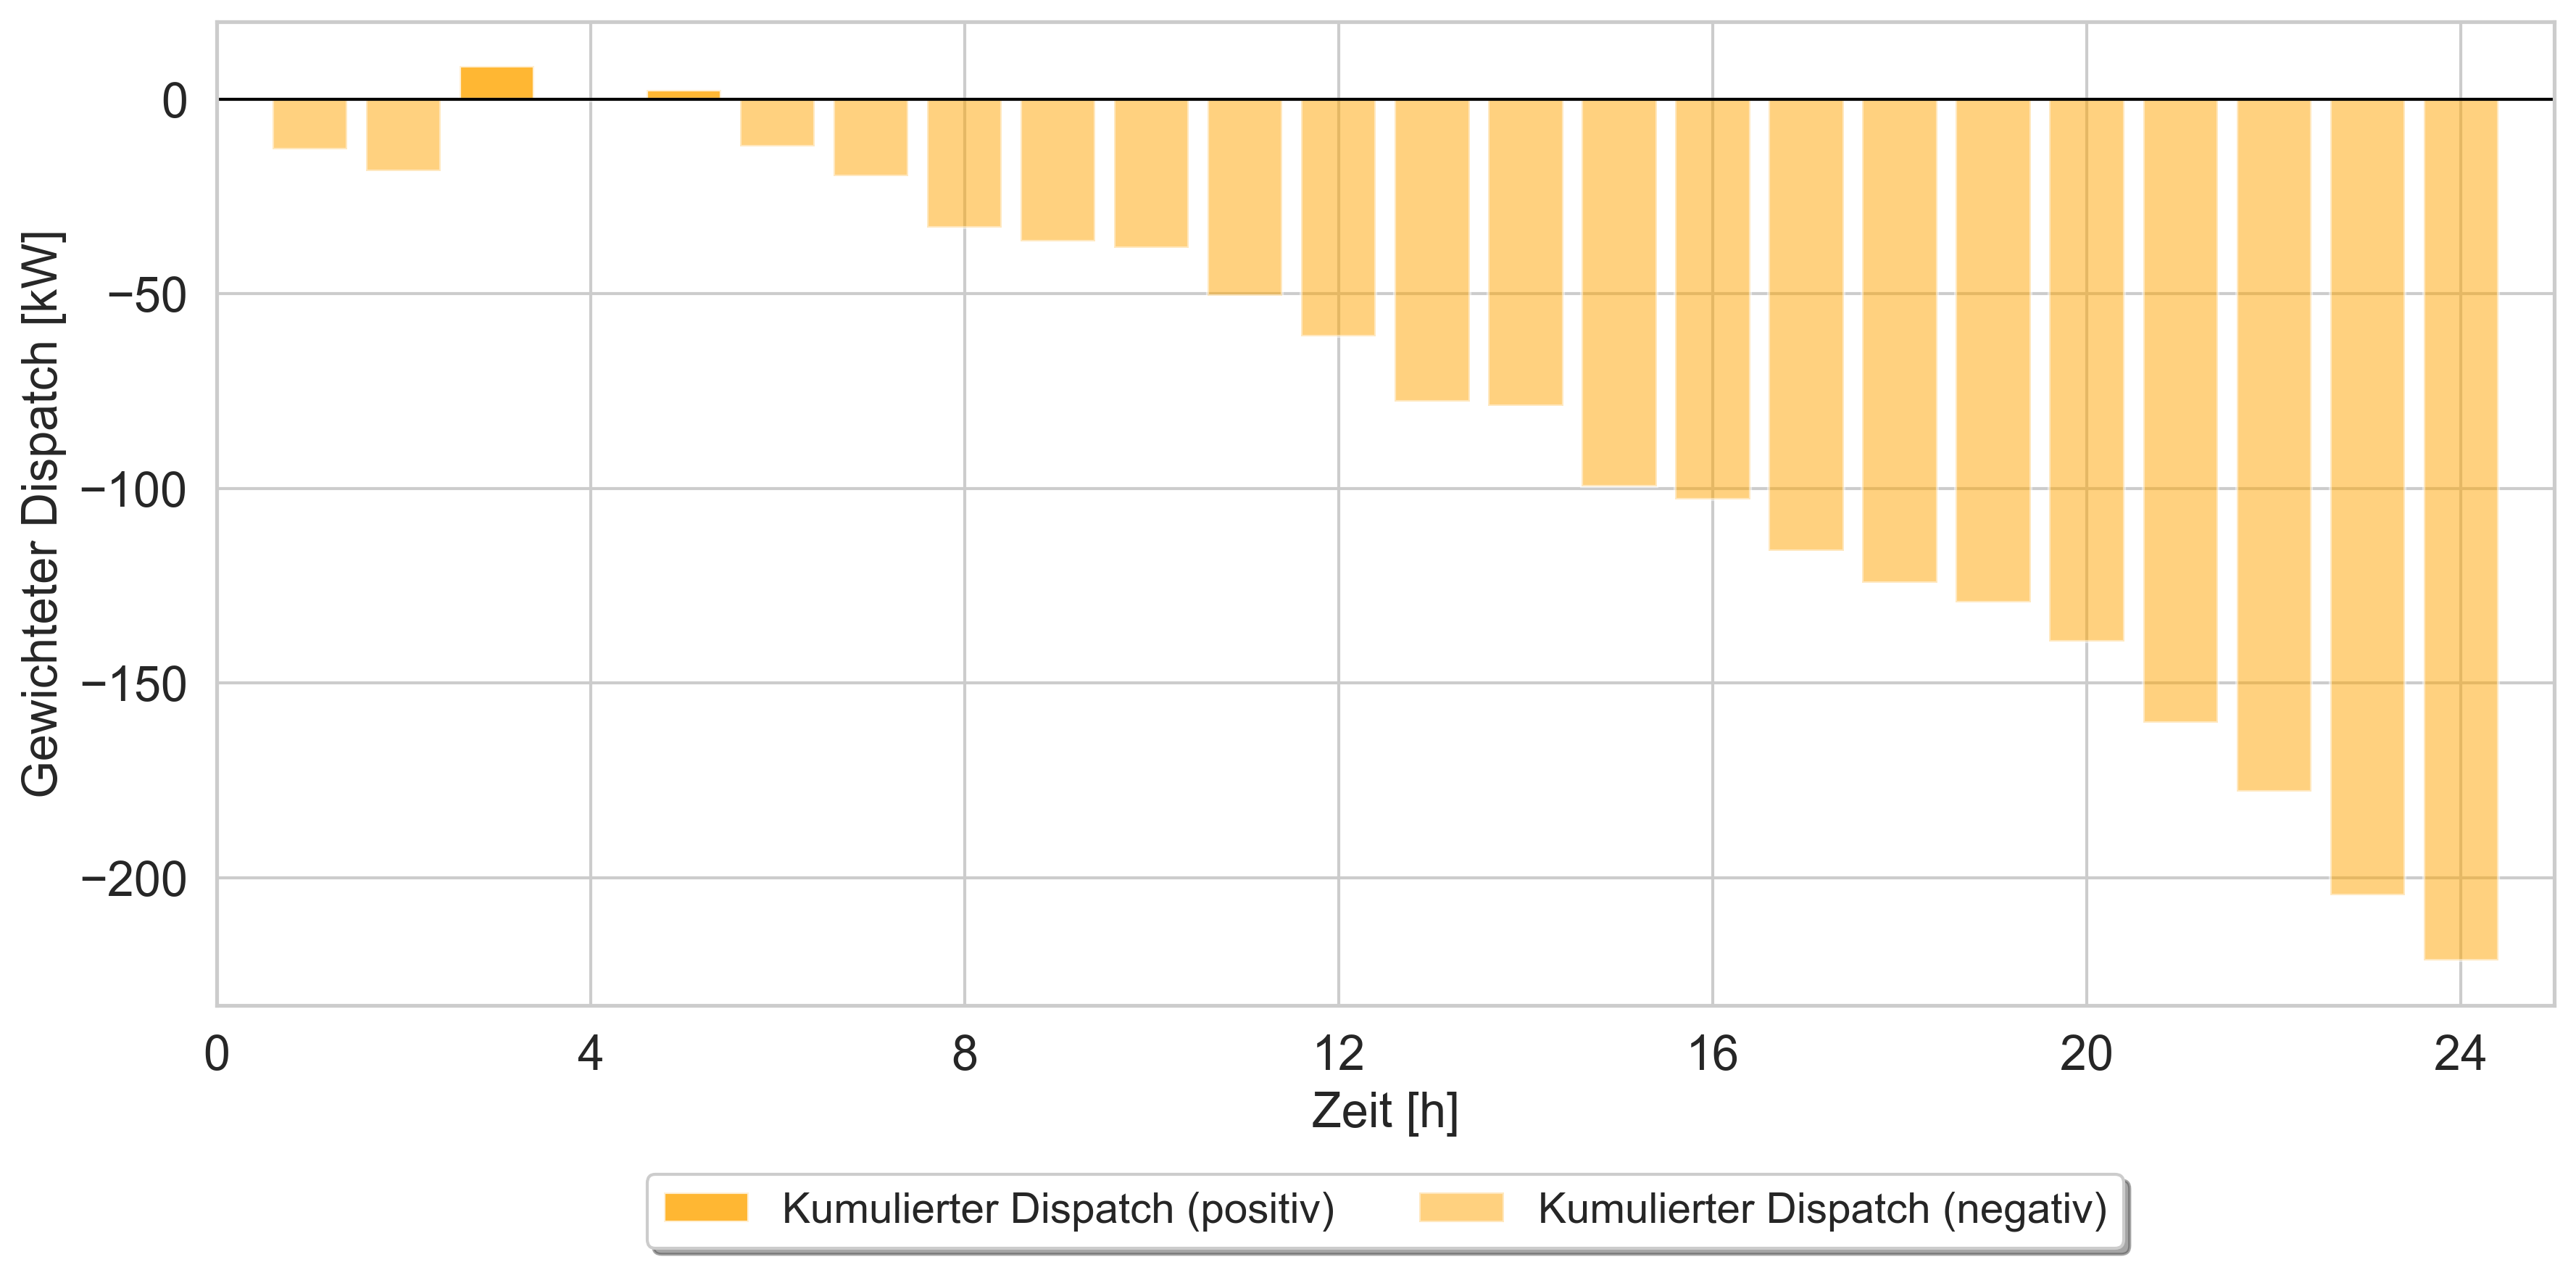 Gewichteter Dispatch [kW]
0
−50
−100
−150
−200
0 4 8 12 16 20 24
Zeit [h]
Kumulierter Dispatch (positiv) Kumulierter Dispatch (negativ)